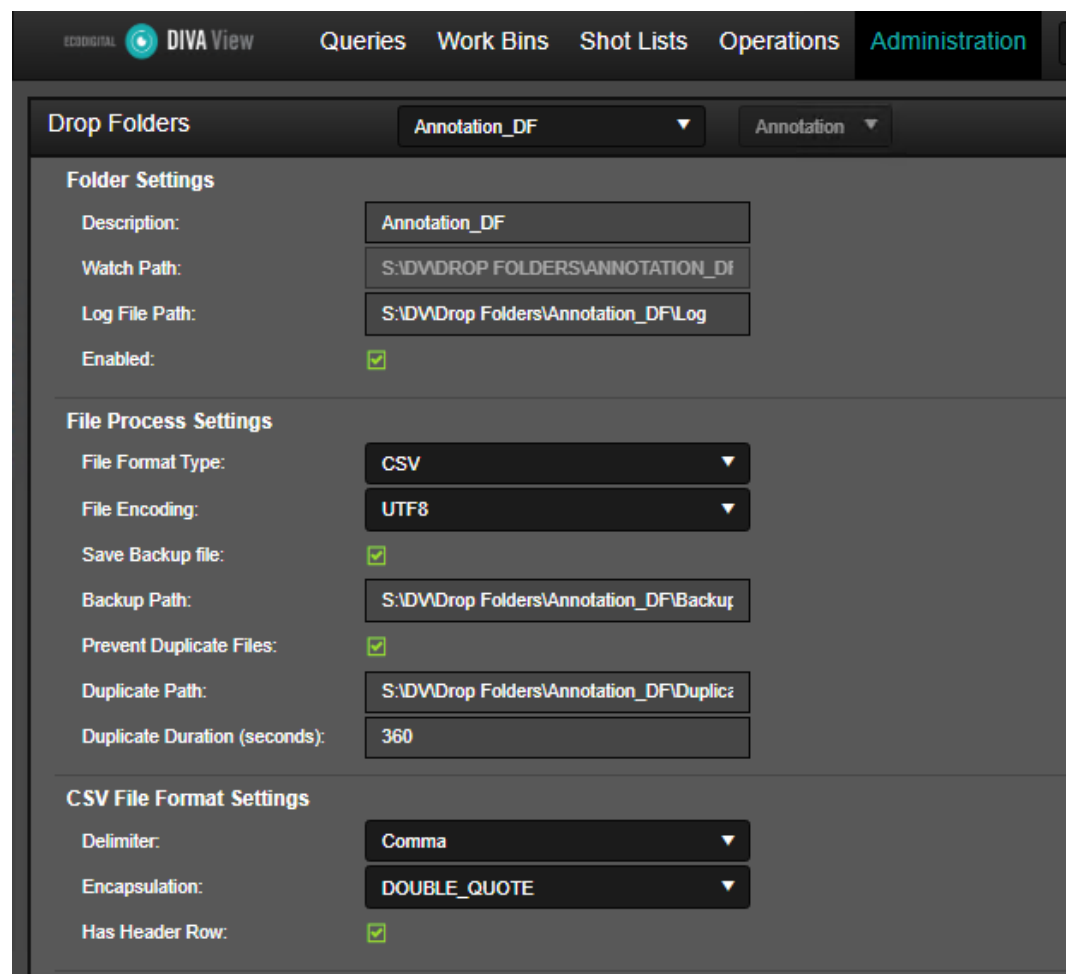 ECODIGITAL DIVA View Queries Work Bins Shot Lists Operations Administration
Drop Folders Annotation_DF Annotation
Folder Settings
Description: Annotation_DF
Watch Path: S:\DV\DROP FOLDERS\ANNOTATION_DF
Log File Path: S:\DV\Drop Folders\Annotation_DF\Log
Enabled:
File Process Settings
File Format Type: CSV
File Encoding: UTF8
Save Backup file:
Backup Path: S:\DV\Drop Folders\Annotation_DF\Backup
Prevent Duplicate Files:
Duplicate Path: S:\DV\Drop Folders\Annotation_DF\Duplica
Duplicate Duration (seconds): 360
CSV File Format Settings
Delimiter: Comma
Encapsulation: DOUBLE_QUOTE
Has Header Row: